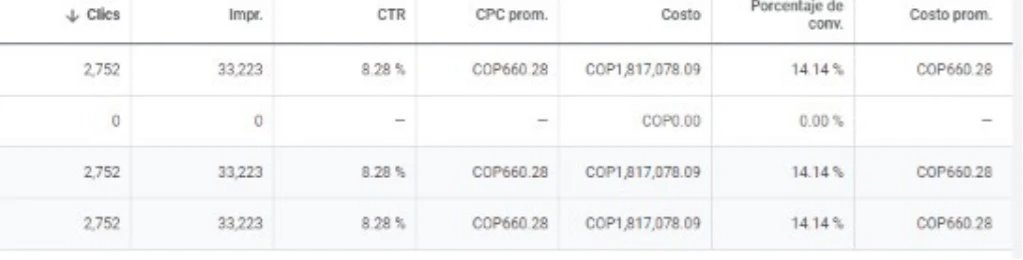 ↓ Clics Impr. CTR CPC prom. Costo Porcentaje de conv. Costo prom.
2,752 33,223 8.28 % COP660.28 COP1,817,078.09 14.14 % COP660.28
0 0 — — COP0.00 0.00 % —
2,752 33,223 8.28 % COP660.28 COP1,817,078.09 14.14 % COP660.28
2,752 33,223 8.28 % COP660.28 COP1,817,078.09 14.14 % COP660.28